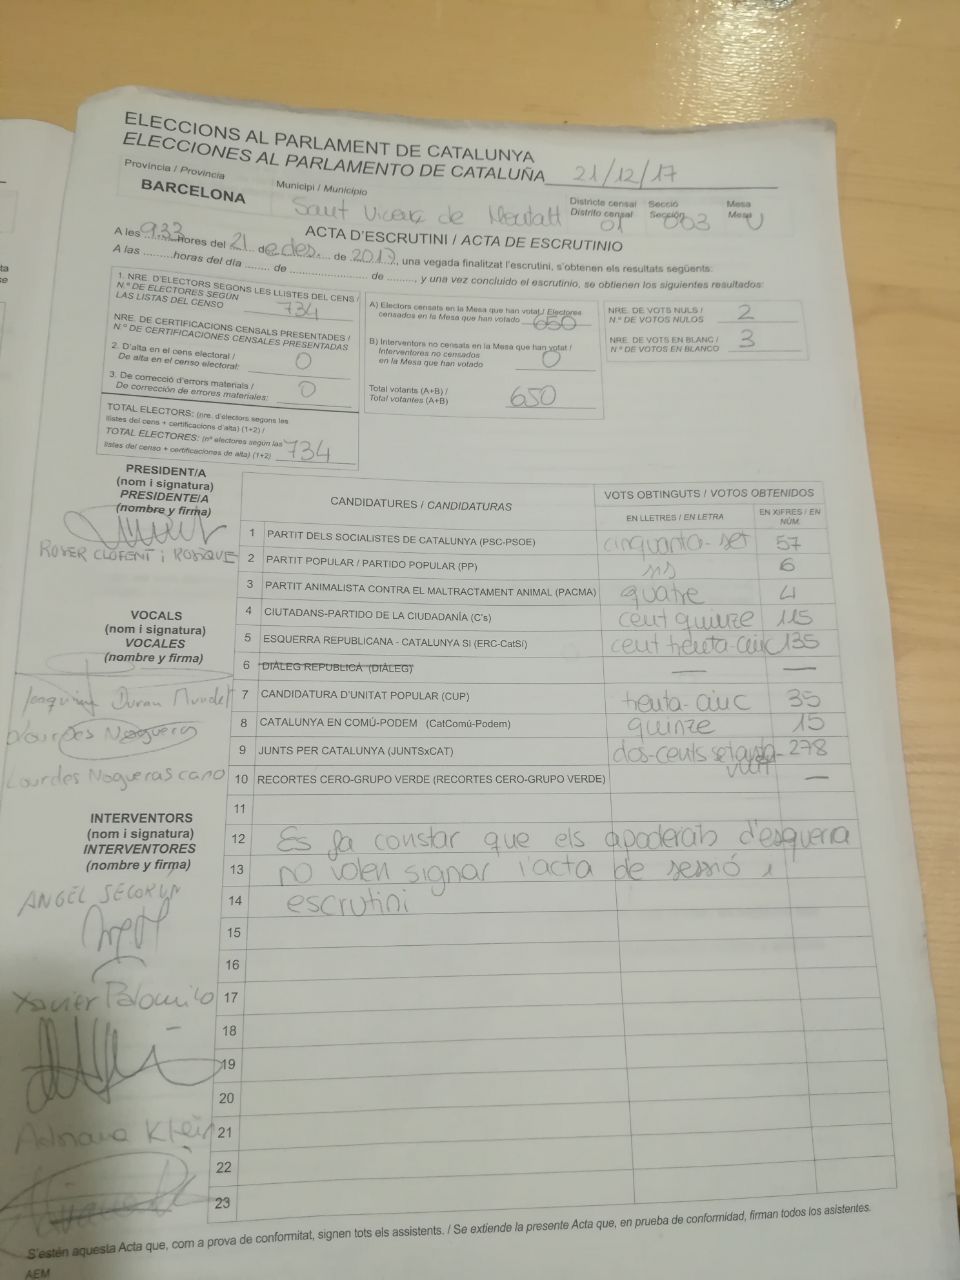 ELECCIONS AL PARLAMENT DE CATALUNYA
ELECCIONES AL PARLAMENTO DE CATALUÑA 21/12/17
Província / Provincia
BARCELONA
Municipi / Municipio
Sant Vicenç de Montalt
Districte censal
Distrito censal 01
Secció
Sección 003
Mesa
Mesa U
ACTA D'ESCRUTINI / ACTA DE ESCRUTINIO
A les 9.33 hores del 21 de des. de 2017, una vegada finalitzat l'escrutini, s'obtenen els resultats següents:
A las ........ horas del día ........ de ........ de ........, y una vez concluido el escrutinio, se obtienen los siguientes resultados:
1. NRE. D'ELECTORS SEGONS LES LLISTES DEL CENS /
N.º DE ELECTORES SEGÚN
LAS LISTAS DEL CENSO 734
NRE. DE CERTIFICACIONS CENSALS PRESENTADES /
N.º DE CERTIFICACIONES CENSALES PRESENTADAS
2. D'alta en el cens electoral /
De alta en el censo electoral: 0
3. De correcció d'errors materials /
De corrección de errores materiales: 0
TOTAL ELECTORS: (nre. d'electors segons les
llistes del cens + certificacions d'alta) (1+2) /
TOTAL ELECTORES: (nº electores según las
listas del censo + certificaciones de alta) (1+2) 734
A) Electors censats en la Mesa que han votat / Electores
censados en la Mesa que han votado 650
B) Interventors no censats en la Mesa que han votat /
Interventores no censados
en la Mesa que han votado 0
Total votants (A+B) /
Total votantes (A+B) 650
NRE. DE VOTS NULS /
N.º DE VOTOS NULOS 2
NRE. DE VOTS EN BLANC /
N.º DE VOTOS EN BLANCO 3
PRESIDENT/A
(nom i signatura)
PRESIDENTE/A
(nombre y firma)
ROVER CLOFENT i
VOCALS
(nom i signatura)
VOCALES
(nombre y firma)
Joaquima Duran Mundet
Lourdes Nogueras
Lourdes Nogueras cano
INTERVENTORS
(nom i signatura)
INTERVENTORES
(nombre y firma)
ANGEL
Xavier Palomino
Adriana Klein
CANDIDATURES / CANDIDATURAS
VOTS OBTINGUTS / VOTOS OBTENIDOS
EN LLETRES / EN LETRA
EN XIFRES / EN NÚM.
1 PARTIT DELS SOCIALISTES DE CATALUNYA (PSC-PSOE) cinquanta-set 57
2 PARTIT POPULAR / PARTIDO POPULAR (PP) sis 6
3 PARTIT ANIMALISTA CONTRA EL MALTRACTAMENT ANIMAL (PACMA) quatre 4
4 CIUTADANS-PARTIDO DE LA CIUDADANÍA (C's) cent quinze 115
5 ESQUERRA REPUBLICANA - CATALUNYA SÍ (ERC-CatSí) cent trenta-cinc 135
6 DIÀLEG REPUBLICÀ (DIÀLEG) — —
7 CANDIDATURA D'UNITAT POPULAR (CUP) trenta-cinc 35
8 CATALUNYA EN COMÚ-PODEM (CatComú-Podem) quinze 15
9 JUNTS PER CATALUNYA (JUNTSxCAT) dos-cents setanta-vuit 278
10 RECORTES CERO-GRUPO VERDE (RECORTES CERO-GRUPO VERDE) —
11
12 Es fa constar que els apoderats d'esquerra
13 no volen signar l'acta de sessió i
14 escrutini
15
16
17
18
19
20
21
22
23
S'estén aquesta Acta que, com a prova de conformitat, signen tots els assistents. / Se extiende la presente Acta que, en prueba de conformidad, firman todos los asistentes.
AEM